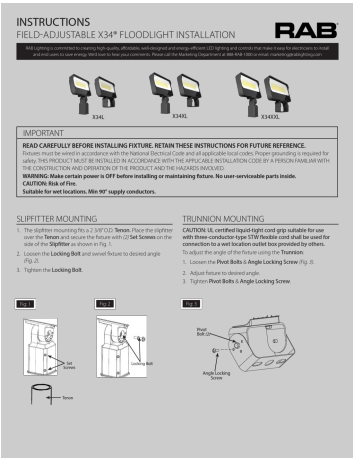 INSTRUCTIONS
FIELD-ADJUSTABLE X34® FLOODLIGHT INSTALLATION
RAB
RAB Lighting is committed to creating high-quality, affordable, well-designed and energy-efficient LED lighting and controls that make it easy for electricians to install
and end users to save energy. We'd love to hear your comments. Please call the Marketing Department at 888-RAB-1000 or email: marketing@rablighting.com
X34L
X34XL
X34XXL
IMPORTANT
READ CAREFULLY BEFORE INSTALLING FIXTURE. RETAIN THESE INSTRUCTIONS FOR FUTURE REFERENCE.
Fixtures must be wired in accordance with the National Electrical Code and all applicable local codes. Proper grounding is required for
safety. THIS PRODUCT MUST BE INSTALLED IN ACCORDANCE WITH THE APPLICABLE INSTALLATION CODE BY A PERSON FAMILIAR WITH
THE CONSTRUCTION AND OPERATION OF THE PRODUCT AND THE HAZARDS INVOLVED.
WARNING: Make certain power is OFF before installing or maintaining fixture. No user-serviceable parts inside.
CAUTION: Risk of Fire.
Suitable for wet locations. Min 90° supply conductors.
SLIPFITTER MOUNTING
1. The slipfitter mounting fits a 2 3/8" O.D. Tenon. Place the slipfitter
over the Tenon and secure the fixture with (2) Set Screws on the
side of the Slipfitter as shown in Fig. 1.
2. Loosen the Locking Bolt and swivel fixture to desired angle
(Fig. 2).
3. Tighten the Locking Bolt.
TRUNNION MOUNTING
CAUTION: UL certified liquid-tight cord grip suitable for use
with three-conductor-type STW flexible cord shall be used for
connection to a wet location outlet box provided by others.
To adjust the angle of the fixture using the Trunnion:
1. Loosen the Pivot Bolts & Angle Locking Screw (Fig. 3).
2. Adjust fixture to desired angle.
3. Tighten Pivot Bolts & Angle Locking Screw.
Fig. 1
Set
Screws
Tenon
Fig. 2
Locking Bolt
Fig. 3
Pivot
Bolt (2)
Angle Locking
Screw